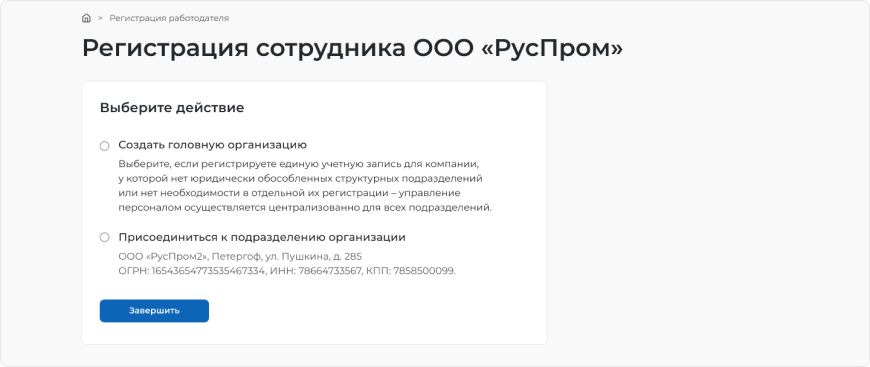 > Регистрация работодателя
Регистрация сотрудника ООО «РусПром»
Выберите действие
Создать головную организацию
Выберите, если регистрируете единую учетную запись для компании,
у которой нет юридически обособленных структурных подразделений
или нет необходимости в отдельной их регистрации – управление
персоналом осуществляется централизованно для всех подразделений.
Присоединиться к подразделению организации
ООО «РусПром2», Петергоф, ул. Пушкина, д. 285
ОГРН: 16543654773535467334, ИНН: 78664733567, КПП: 7858500099.
Завершить